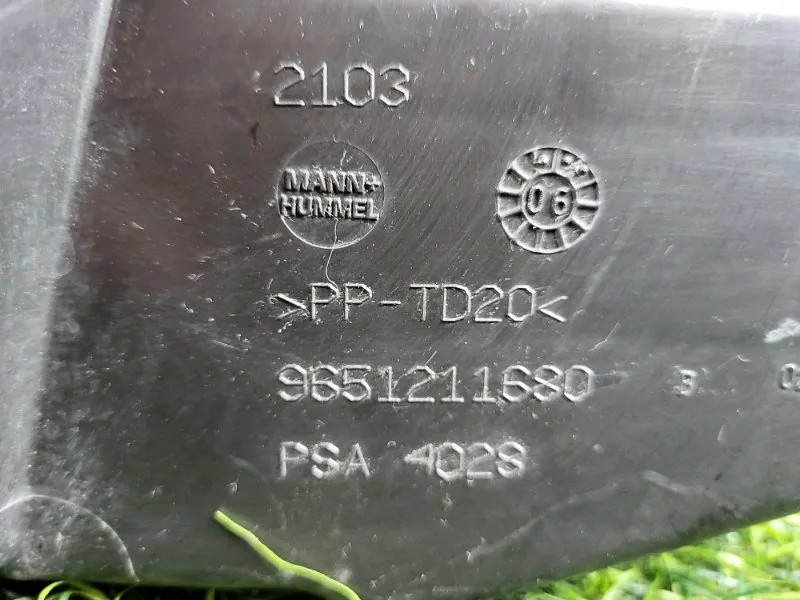 2103
MANN+
HUMMEL
06
>PP-TD20<
9651211680 3
PSA 4028